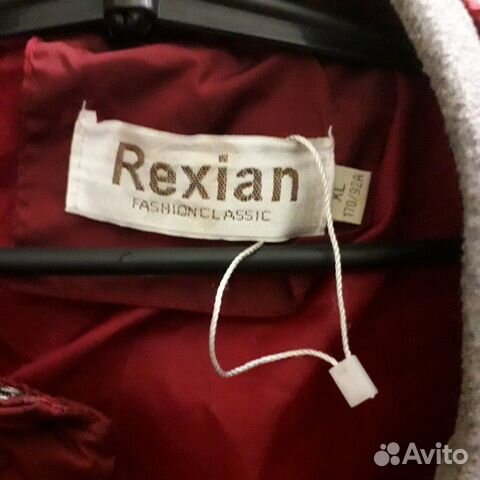 Rexian
FASHIONCLASSIC
XL
170/92A
Avito